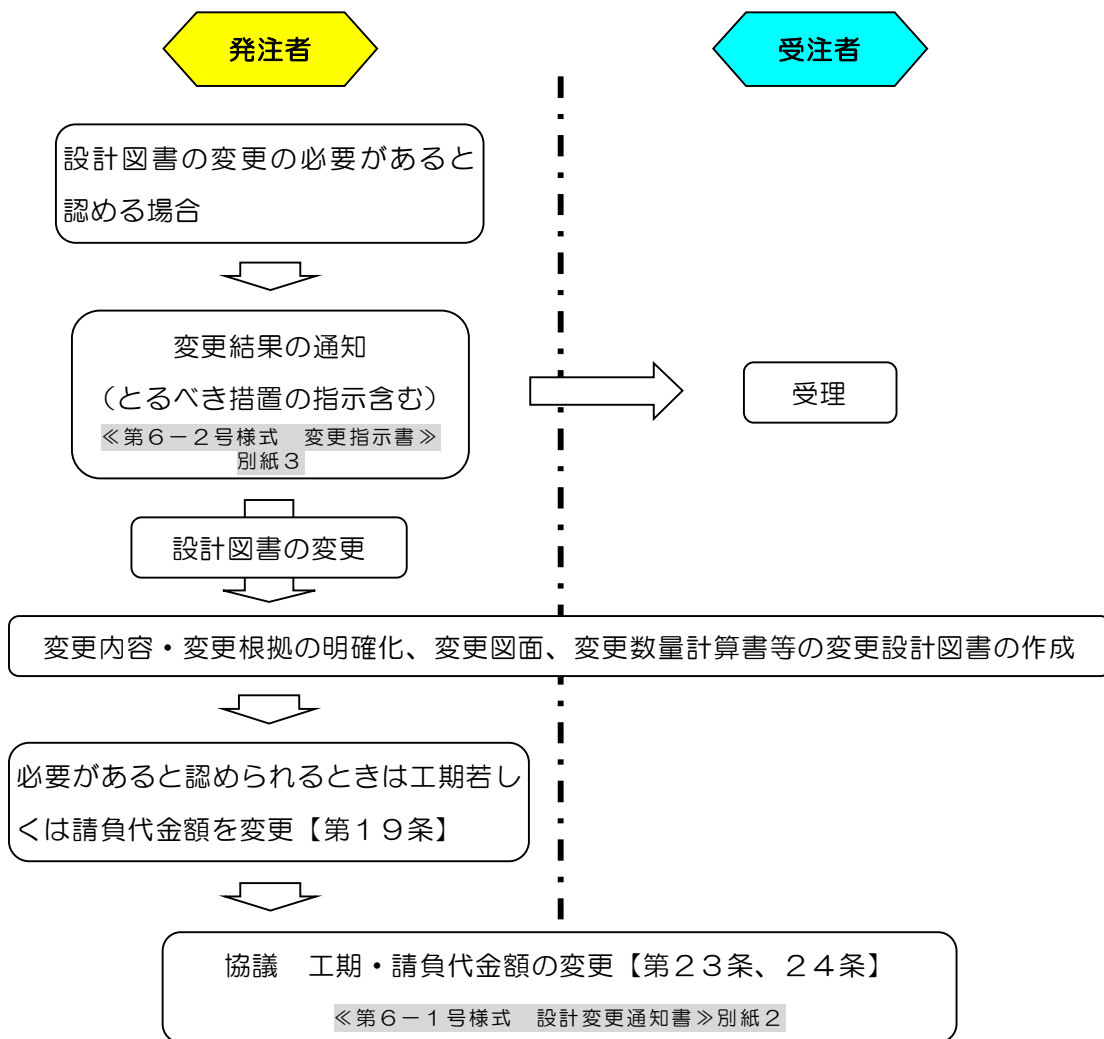 発注者
受注者
設計図書の変更の必要があると
認める場合
変更結果の通知
（とるべき措置の指示含む）
≪第６－２号様式　変更指示書≫
別紙３
受理
設計図書の変更
変更内容・変更根拠の明確化、変更図面、変更数量計算書等の変更設計図書の作成
必要があると認められるときは工期若し
くは請負代金額を変更【第１９条】
協議　工期・請負代金額の変更【第２３条、２４条】
≪第６－１号様式　設計変更通知書≫別紙２